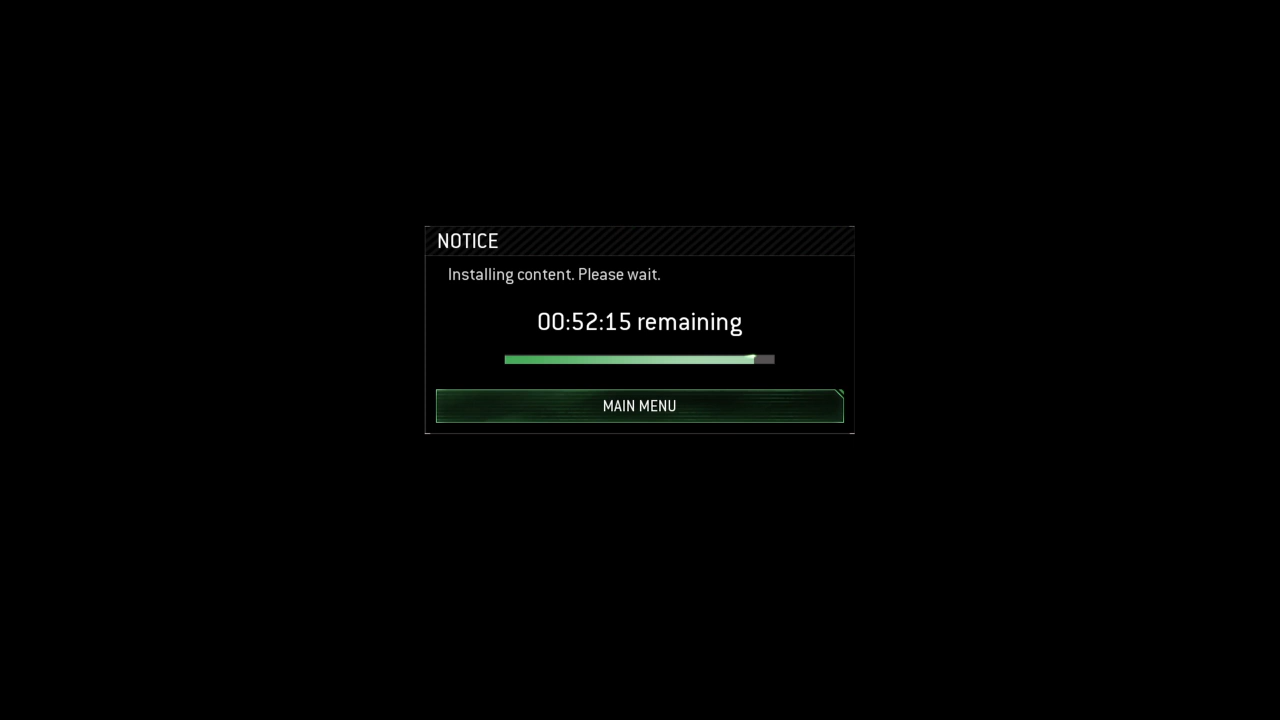 NOTICE
Installing content. Please wait.
00:52:15 remaining
MAIN MENU